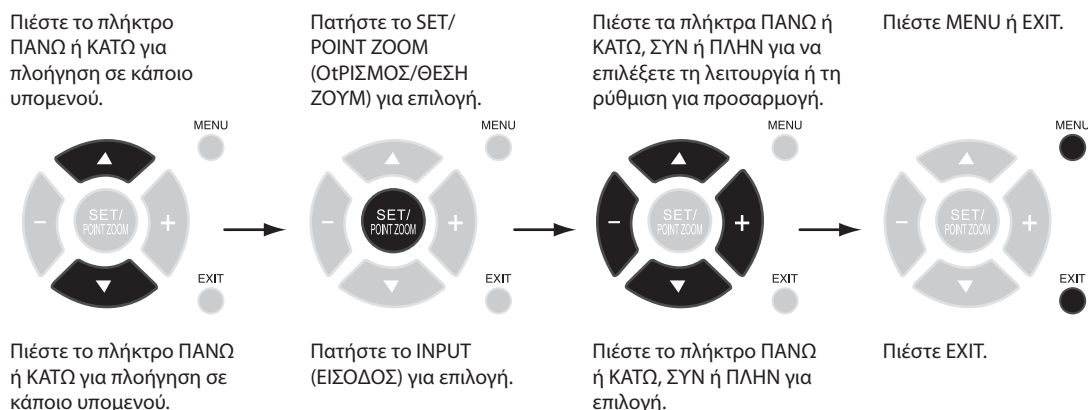 Πιέστε το πλήκτρο
ΠΑΝΩ ή ΚΑΤΩ για
πλοήγηση σε κάποιο
υπομενού.
Πατήστε το SET/
POINT ZOOM
(OtΡΙΣΜΟΣ/ΘΕΣΗ
ΖΟΥΜ) για επιλογή.
Πιέστε τα πλήκτρα ΠΑΝΩ ή
ΚΑΤΩ, ΣΥΝ ή ΠΛΗΝ για να
επιλέξετε τη λειτουργία ή τη
ρύθμιση για προσαρμογή.
Πιέστε MENU ή EXIT.
MENU
SET/
POINT ZOOM
EXIT
MENU
SET/
POINT ZOOM
EXIT
MENU
SET/
POINT ZOOM
EXIT
MENU
SET/
POINT ZOOM
EXIT
Πιέστε το πλήκτρο ΠΑΝΩ
ή ΚΑΤΩ για πλοήγηση σε
κάποιο υπομενού.
Πατήστε το INPUT
(ΕΙΣΟΔΟΣ) για επιλογή.
Πιέστε το πλήκτρο ΠΑΝΩ
ή ΚΑΤΩ, ΣΥΝ ή ΠΛΗΝ για
επιλογή.
Πιέστε EXIT.